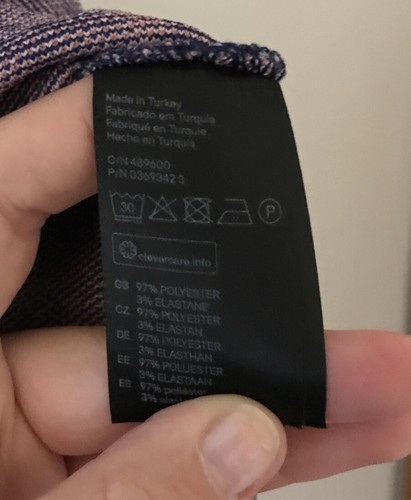 Made in Turkey
Fabricado em Turquia
Fabriqué en Turquie
Hecho en Turquía
O/N 489600
P/N 0369342 3
30 P
clevercare.info
GB 97% POLYESTER
3% ELASTANE
CZ 97% POLYESTER
3% ELASTAN
DE 97% POLYESTER
3% ELASTHAN
EE 97% POLÜESTER
3% ELASTAAN
ES 97% poliéster
3%